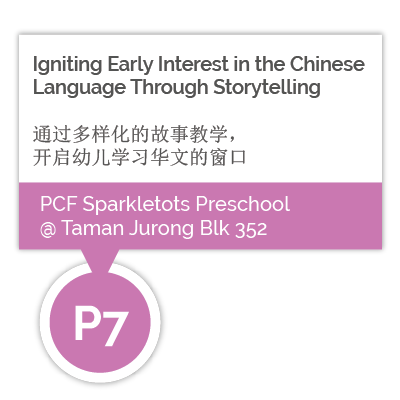 Igniting Early Interest in the Chinese
Language Through Storytelling
通过多样化的故事教学，
开启幼儿学习华文的窗口
PCF Sparkletots Preschool
@ Taman Jurong Blk 352
P7